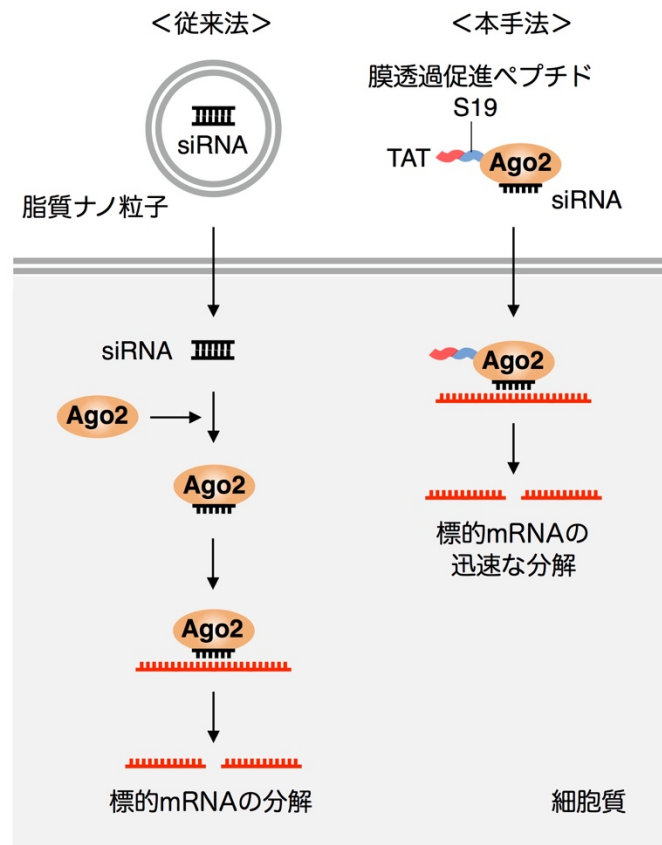 ＜従来法＞
siRNA
脂質ナノ粒子
siRNA
Ago2
Ago2
Ago2
標的mRNAの分解
＜本手法＞
膜透過促進ペプチド
S19
TAT
Ago2
siRNA
Ago2
標的mRNAの
迅速な分解
細胞質